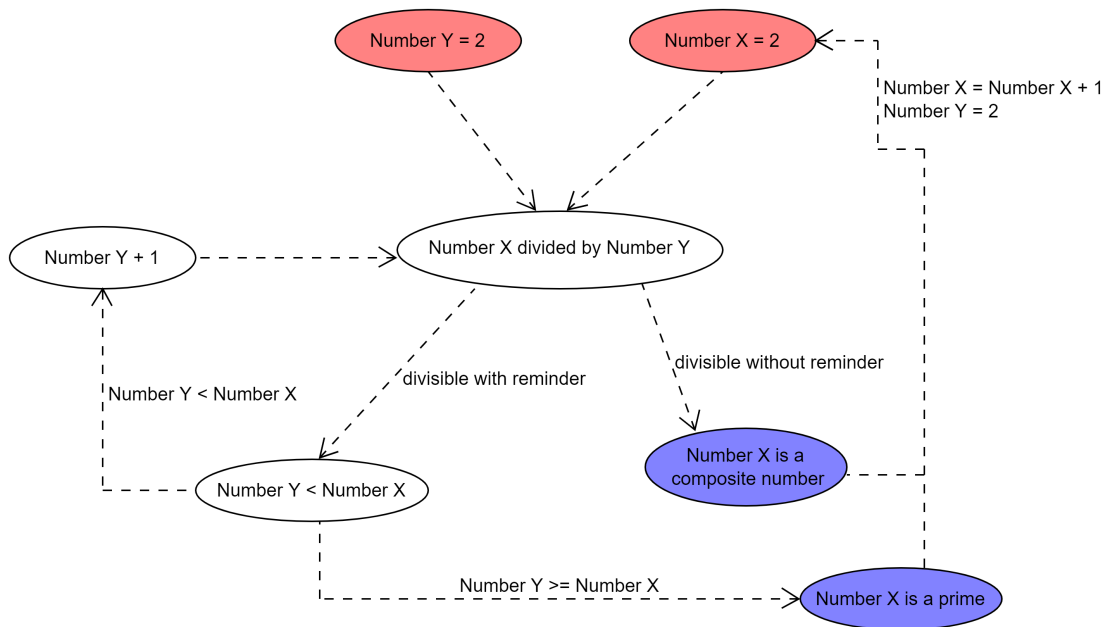 Number Y = 2
Number X = 2
Number X = Number X + 1
Number Y = 2
Number X divided by Number Y
Number Y + 1
divisible without reminder
divisible with reminder
Number Y < Number X
Number X is a
composite number
Number Y < Number X
Number Y >= Number X
Number X is a prime